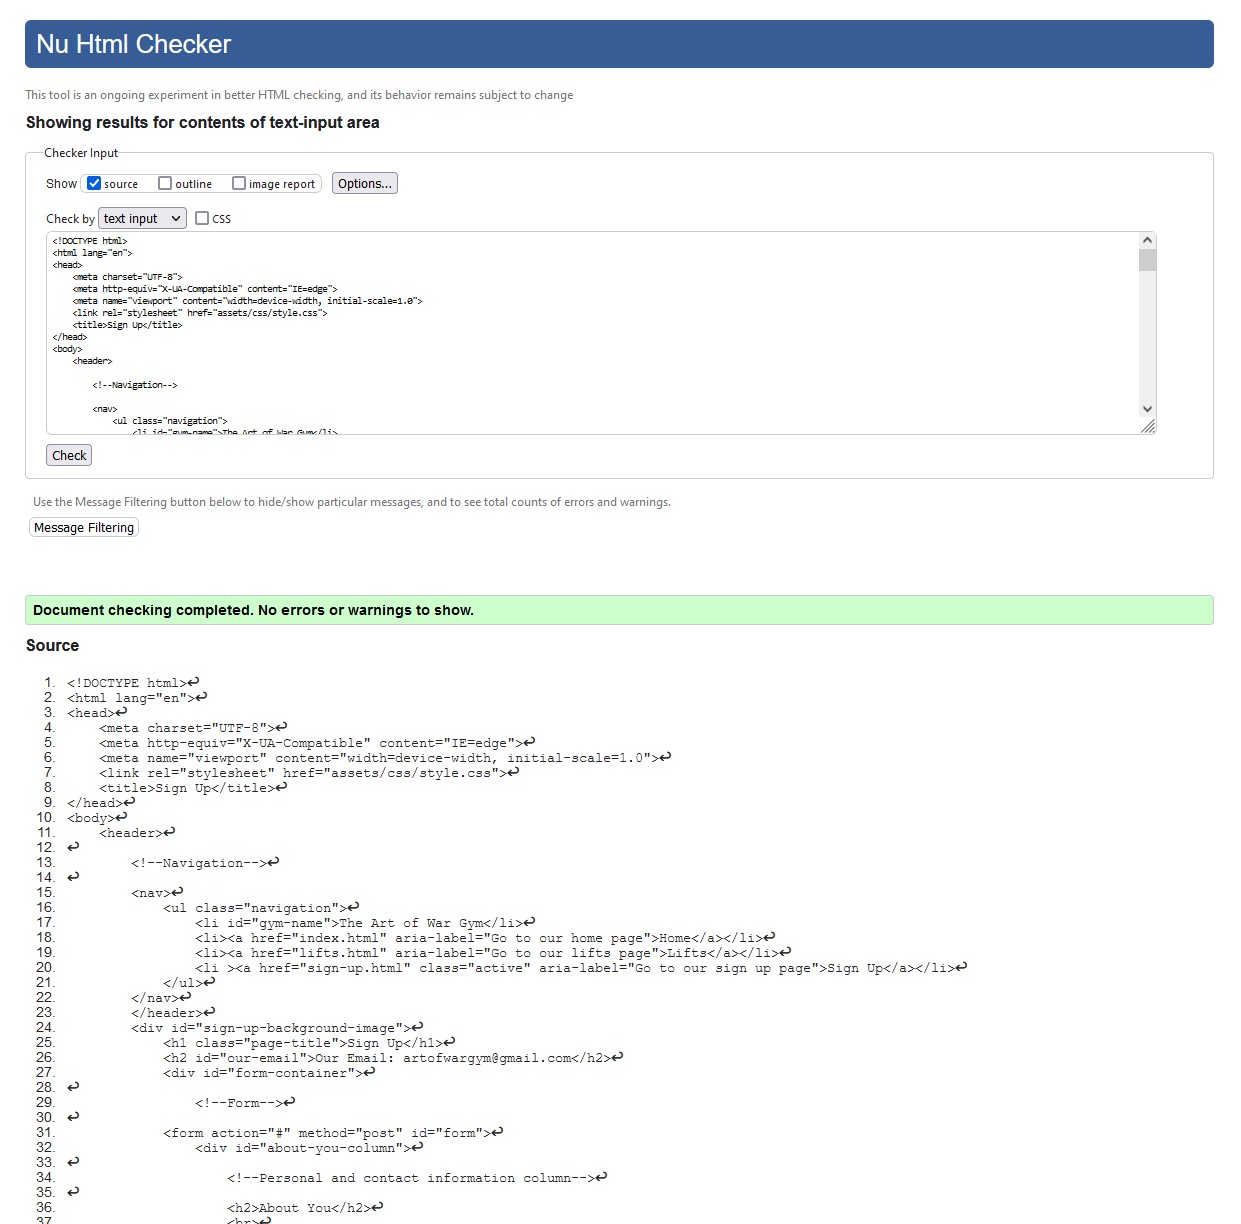 Nu Html Checker
This tool is an ongoing experiment in better HTML checking, and its behavior remains subject to change
Showing results for contents of text-input area
Checker Input
Show source outline image report Options...
Check by text input CSS
<!DOCTYPE html>
<html lang="en">
<head>
    <meta charset="UTF-8">
    <meta http-equiv="X-UA-Compatible" content="IE=edge">
    <meta name="viewport" content="width=device-width, initial-scale=1.0">
    <link rel="stylesheet" href="assets/css/style.css">
    <title>Sign Up</title>
</head>
<body>
    <header>
        <!--Navigation-->
        <nav>
            <ul class="navigation">
                <li id="gym-name">The Art of War Gym</li>
Check
Use the Message Filtering button below to hide/show particular messages, and to see total counts of errors and warnings.
Message Filtering
Document checking completed. No errors or warnings to show.
Source
1. <!DOCTYPE html>↩
2. <html lang="en">↩
3. <head>↩
4.     <meta charset="UTF-8">↩
5.     <meta http-equiv="X-UA-Compatible" content="IE=edge">↩
6.     <meta name="viewport" content="width=device-width, initial-scale=1.0">↩
7.     <link rel="stylesheet" href="assets/css/style.css">↩
8.     <title>Sign Up</title>↩
9. </head>↩
10. <body>↩
11.     <header>↩
12. ↩
13.         <!--Navigation-->↩
14. ↩
15.         <nav>↩
16.             <ul class="navigation">↩
17.                 <li id="gym-name">The Art of War Gym</li>↩
18.                 <li><a href="index.html" aria-label="Go to our home page">Home</a></li>↩
19.                 <li><a href="lifts.html" aria-label="Go to our lifts page">Lifts</a></li>↩
20.                 <li ><a href="sign-up.html" class="active" aria-label="Go to our sign up page">Sign Up</a></li>↩
21.             </ul>↩
22.         </nav>↩
23.         </header>↩
24.         <div id="sign-up-background-image">↩
25.             <h1 class="page-title">Sign Up</h1>↩
26.             <h2 id="our-email">Our Email: artofwargym@gmail.com</h2>↩
27.             <div id="form-container">↩
28. ↩
29.                 <!--Form-->↩
30. ↩
31.             <form action="#" method="post" id="form">↩
32.                 <div id="about-you-column">↩
33. ↩
34.                     <!--Personal and contact information column-->↩
35. ↩
36.                     <h2>About You</h2>↩
37.                     <br>↩